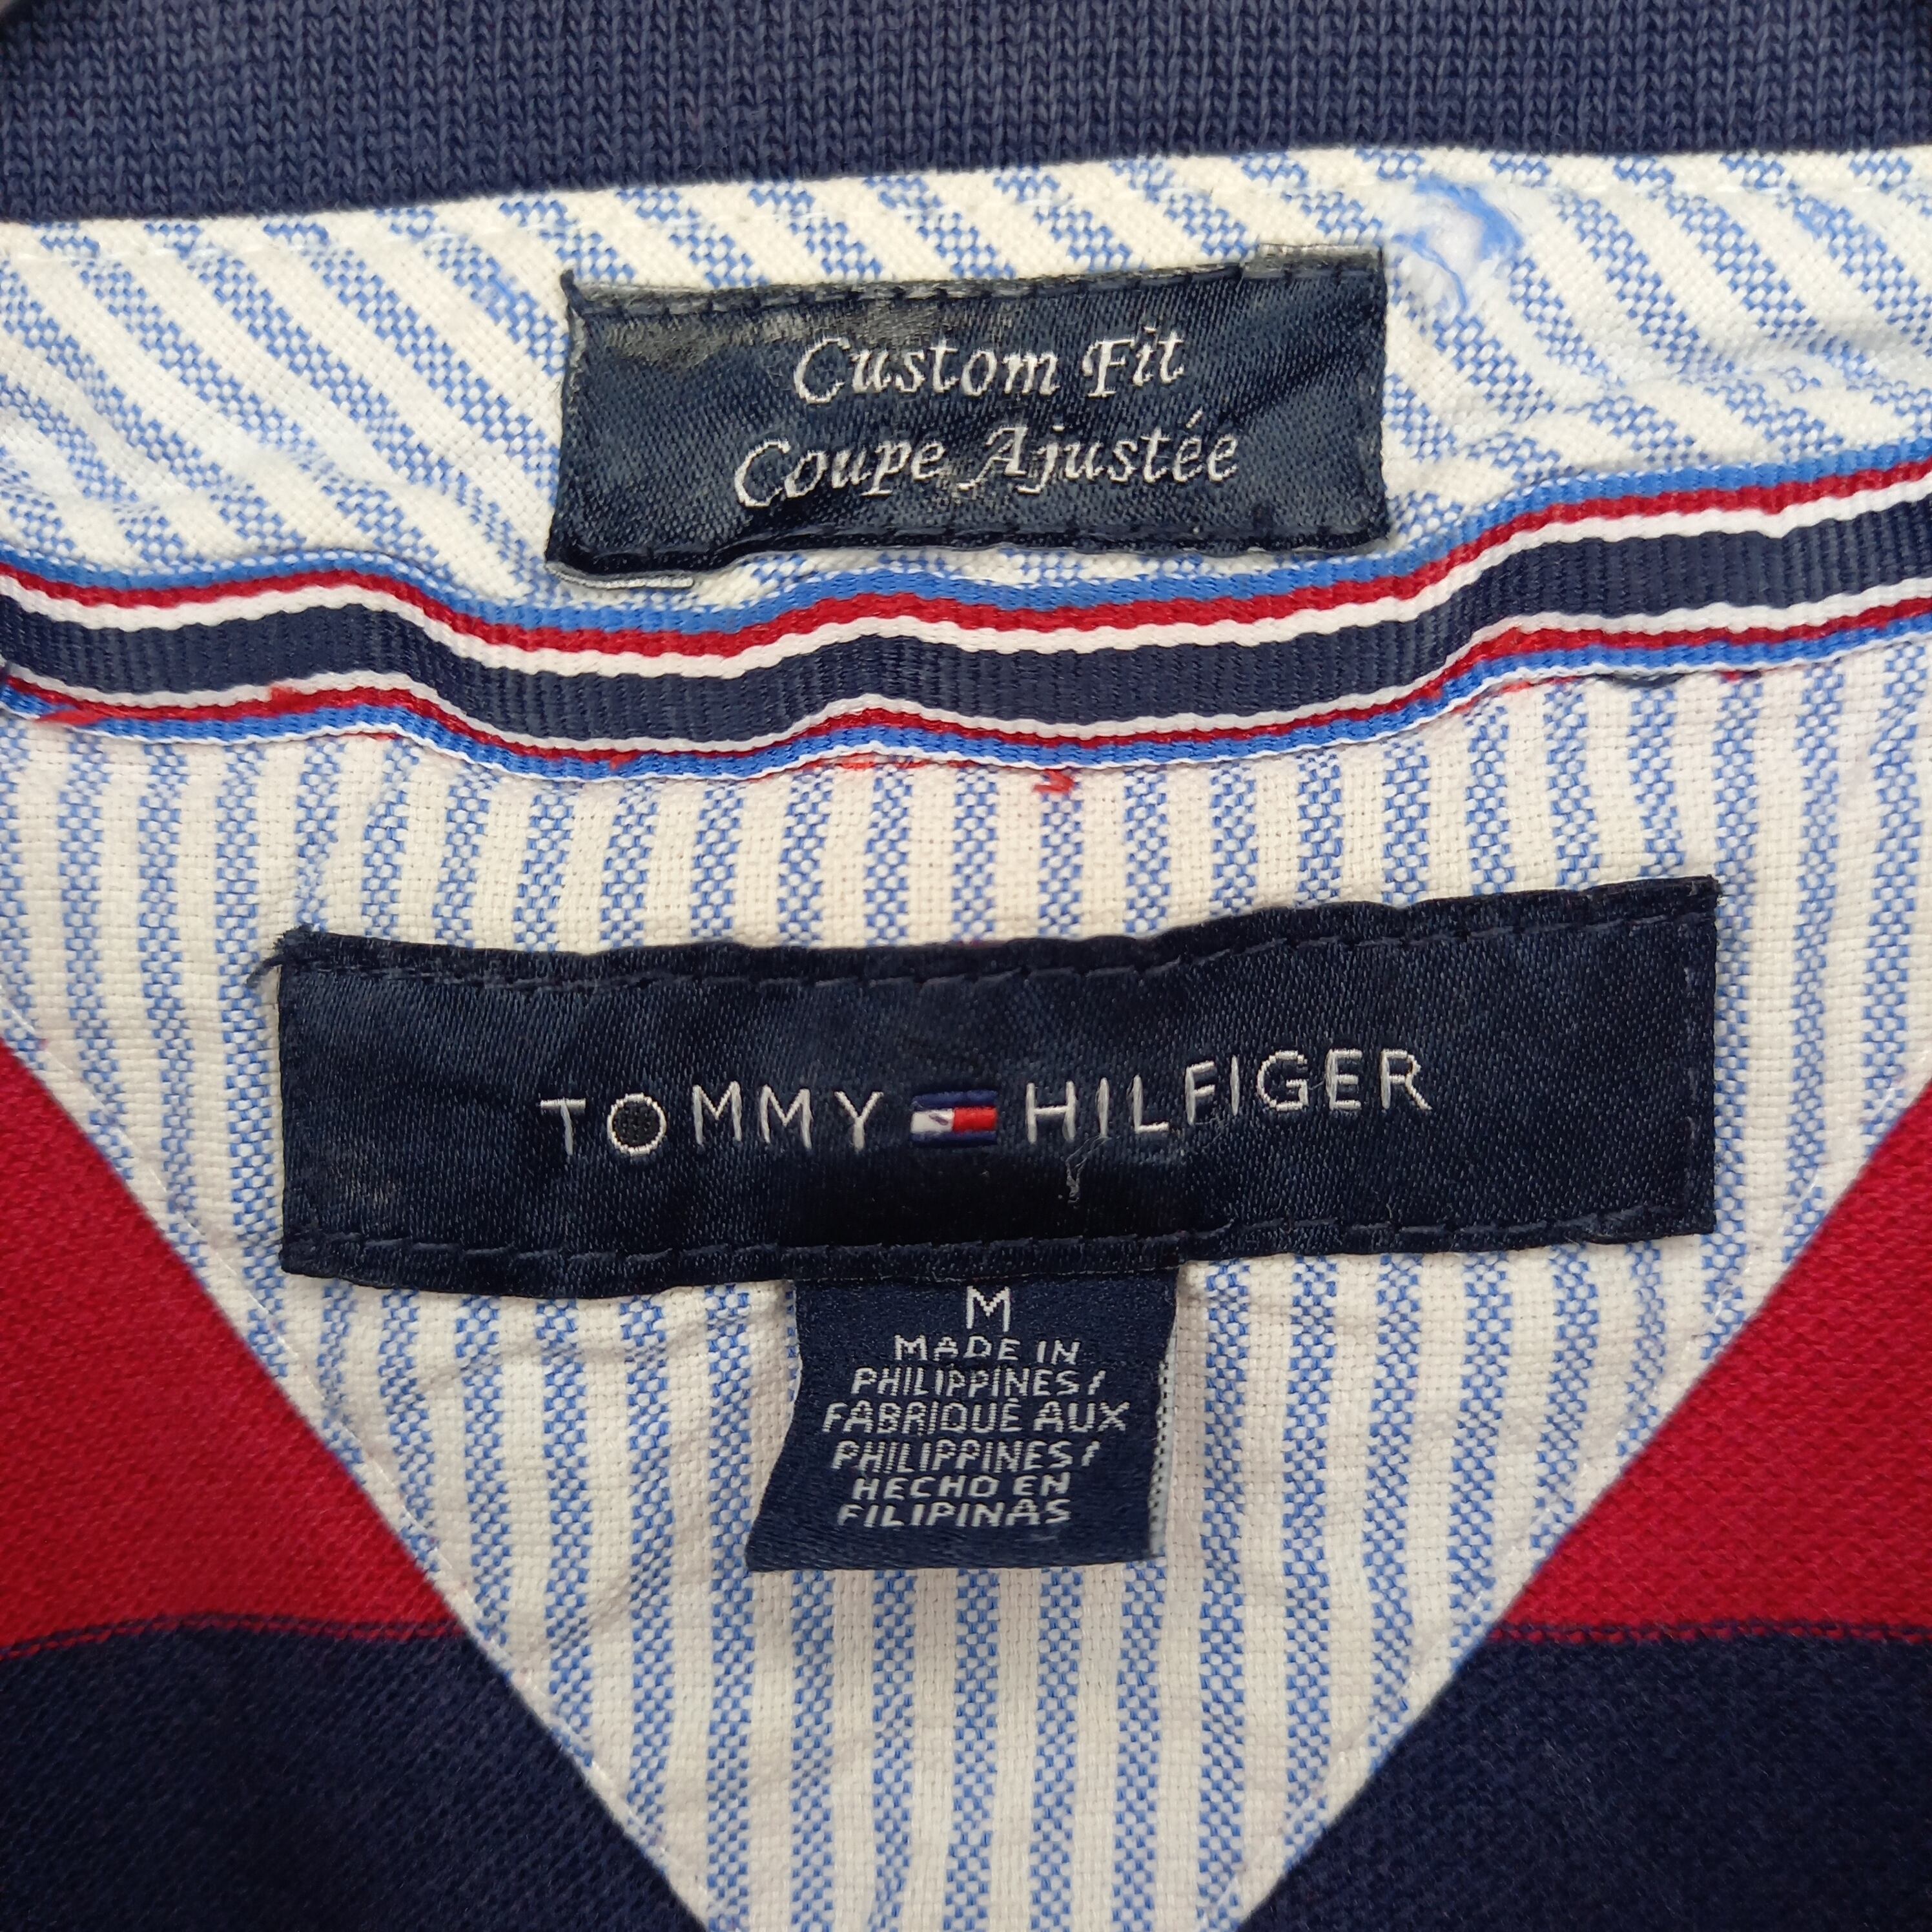 Custom Fit
Coupe Ajustée
TOMMY HILFIGER
M
MADE IN
PHILIPPINES/
FABRIQUÉ AUX
PHILIPPINES/
HECHO EN
FILIPINAS